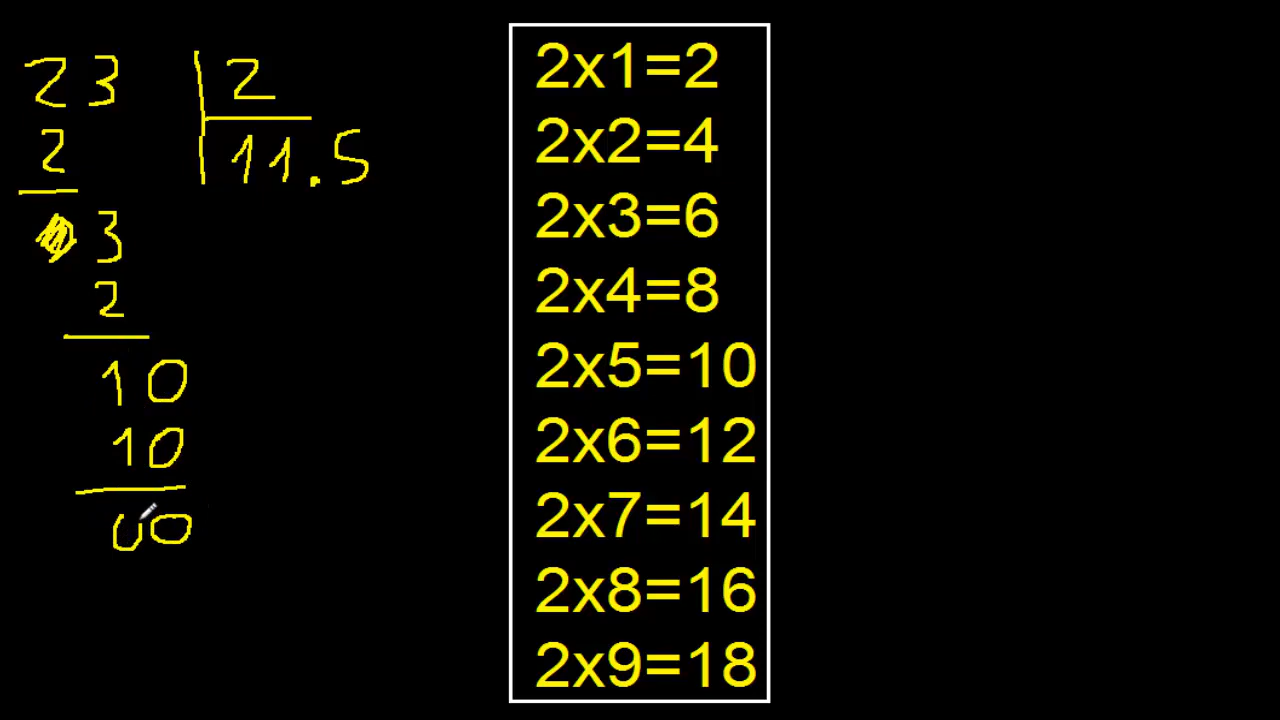 23 2
2 11.5
3
2
10
10
00
2x1=2
2x2=4
2x3=6
2x4=8
2x5=10
2x6=12
2x7=14
2x8=16
2x9=18